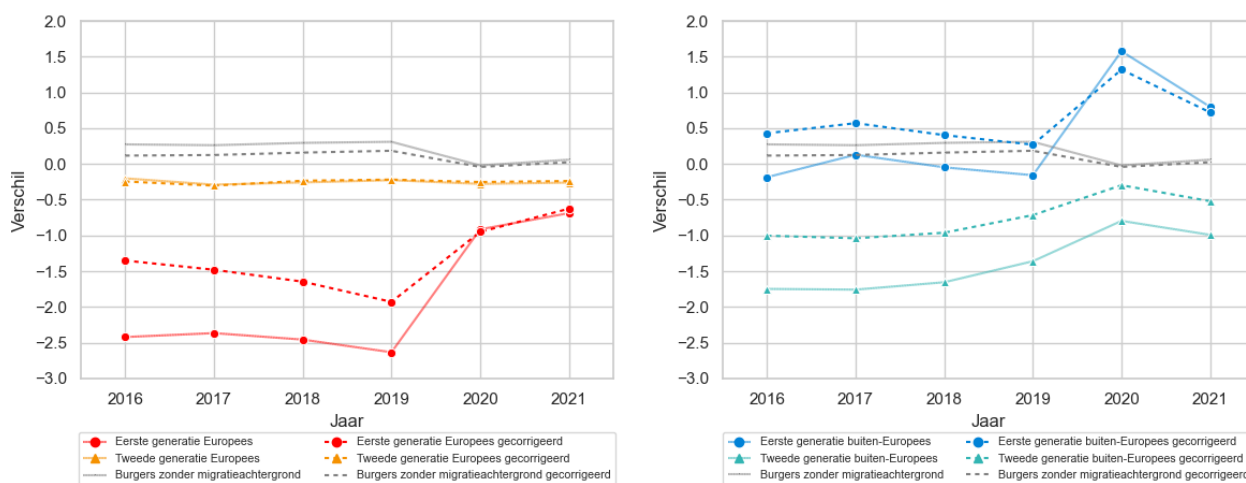 2.0
1.5
1.0
0.5
0.0
−0.5
−1.0
−1.5
−2.0
−2.5
−3.0
Verschil
2016 2017 2018 2019 2020 2021
Jaar
Eerste generatie Europees
Tweede generatie Europees
Burgers zonder migratieachtergrond
Eerste generatie Europees gecorrigeerd
Tweede generatie Europees gecorrigeerd
Burgers zonder migratieachtergrond gecorrigeerd
2.0
1.5
1.0
0.5
0.0
−0.5
−1.0
−1.5
−2.0
−2.5
−3.0
Verschil
2016 2017 2018 2019 2020 2021
Jaar
Eerste generatie buiten-Europees
Tweede generatie buiten-Europees
Burgers zonder migratieachtergrond
Eerste generatie buiten-Europees gecorrigeerd
Tweede generatie buiten-Europees gecorrigeerd
Burgers zonder migratieachtergrond gecorrigeerd